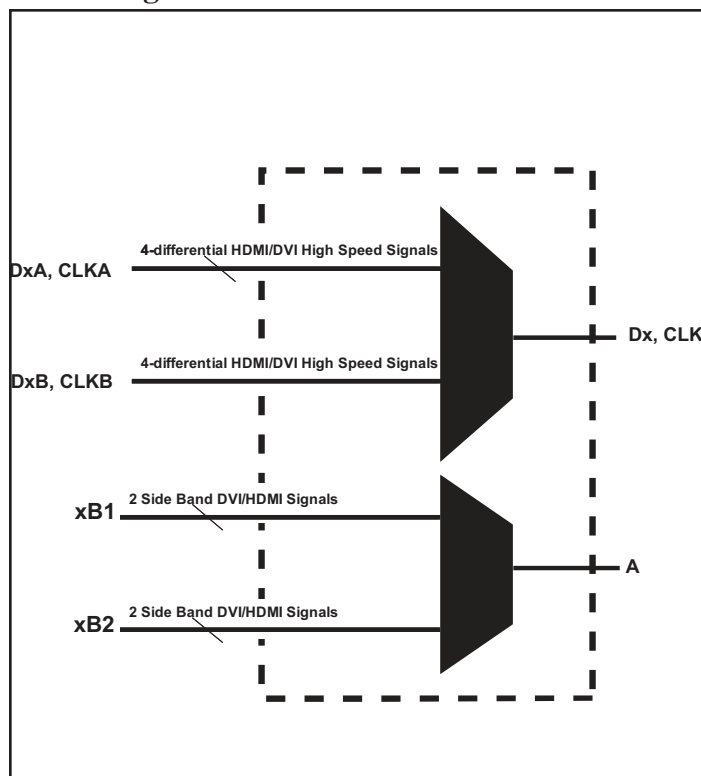 4-differential HDMI/DVI High Speed Signals
DxA, CLKA
Dx, CLK
4-differential HDMI/DVI High Speed Signals
DxB, CLKB
2 Side Band DVI/HDMI Signals
xB1
A
2 Side Band DVI/HDMI Signals
xB2